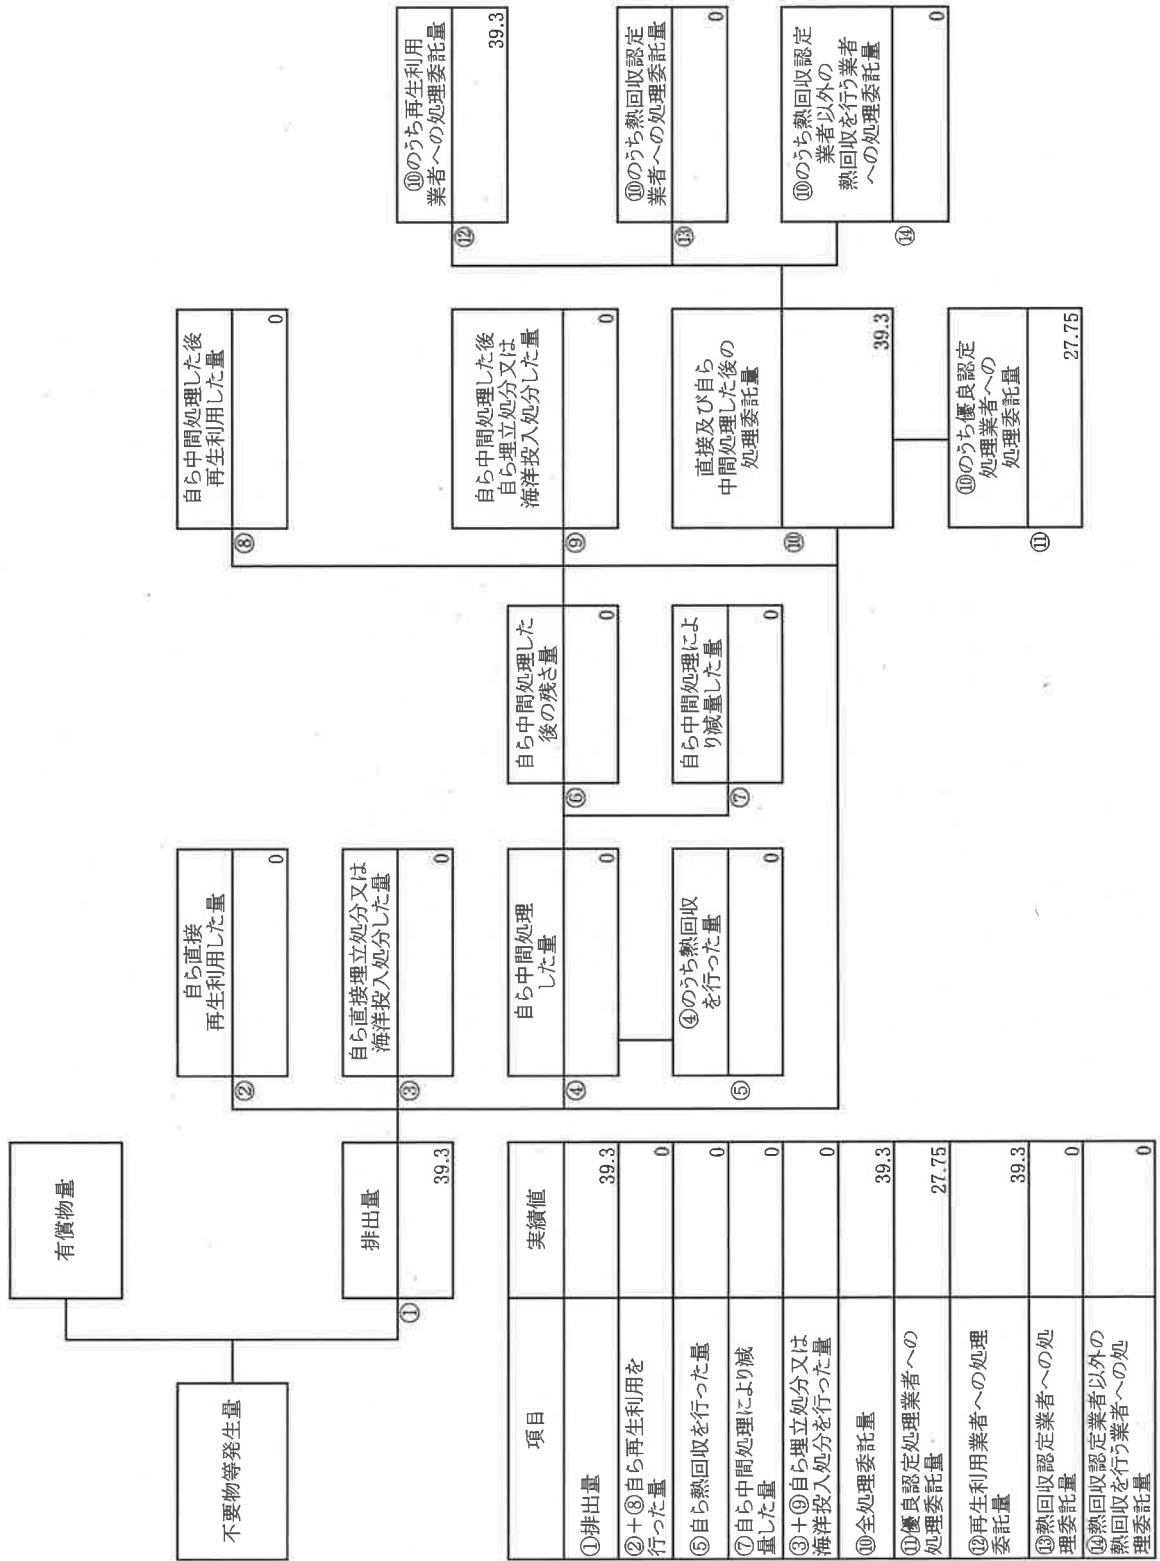 有償物量
不要物等発生量
排出量
①
39.3
自ら直接
再生利用した量
②
0
自ら直接埋立処分又は
海洋投入処分した量
③
0
自ら中間処理
した量
④
0
④のうち熱回収
を行った量
⑤
0
自ら中間処理した
後の残さ量
⑥
0
自ら中間処理によ
り減量した量
⑦
0
自ら中間処理した後
再生利用した量
⑧
0
自ら中間処理した後
自ら埋立処分又は
海洋投入処分した量
⑨
0
直接及び自ら
中間処理した後の
処理委託量
⑩
39.3
⑩のうち優良認定
処理業者への
処理委託量
⑪
27.75
⑩のうち再生利用
業者への処理委託量
⑫
39.3
⑩のうち熱回収認定
業者への処理委託量
⑬
0
⑩のうち熱回収認定
業者以外の
熱回収を行う業者
への処理委託量
⑭
0
項目 実績値
①排出量 39.3
②+⑧自ら再生利用を
行った量 0
⑤自ら熱回収を行った量 0
⑦自ら中間処理により減
量した量 0
③+⑨自ら埋立処分又は
海洋投入処分を行った量 0
⑩全処理委託量 39.3
⑪優良認定処理業者への
処理委託量 27.75
⑫再生利用業者への処理
委託量 39.3
⑬熱回収認定業者への処
理委託量 0
⑭熱回収認定業者以外の
熱回収を行う業者への処
理委託量 0